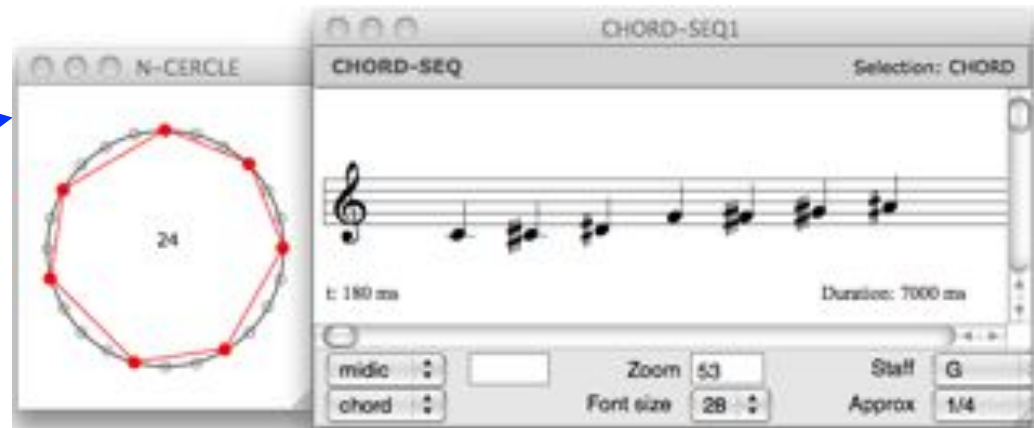 N-CERCLE
24
CHORD-SEQ1
CHORD-SEQ
Selection: CHORD
t: 180 ms
Duration: 7000 ms
midic
Zoom 53
Staff G
chord
Font size 28
Approx 1/4